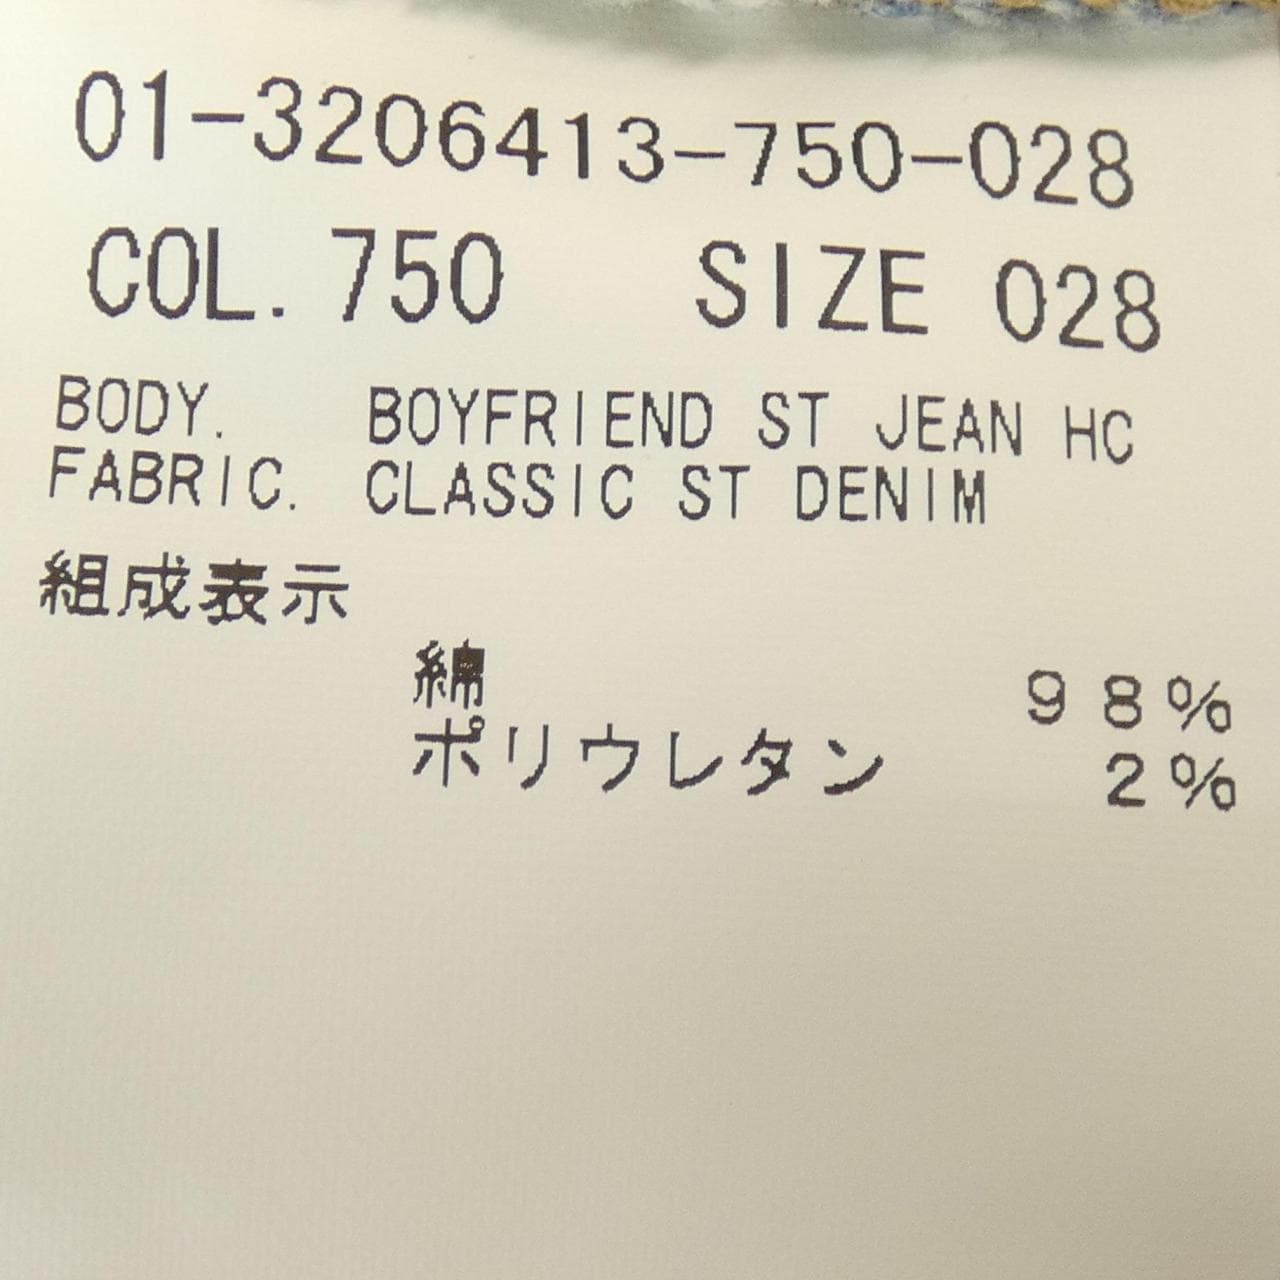 01-3206413-750-028
COL. 750 SIZE 028
BODY. BOYFRIEND ST JEAN HC
FABRIC. CLASSIC ST DENIM
組成表示
綿 98%
ポリウレタン 2%